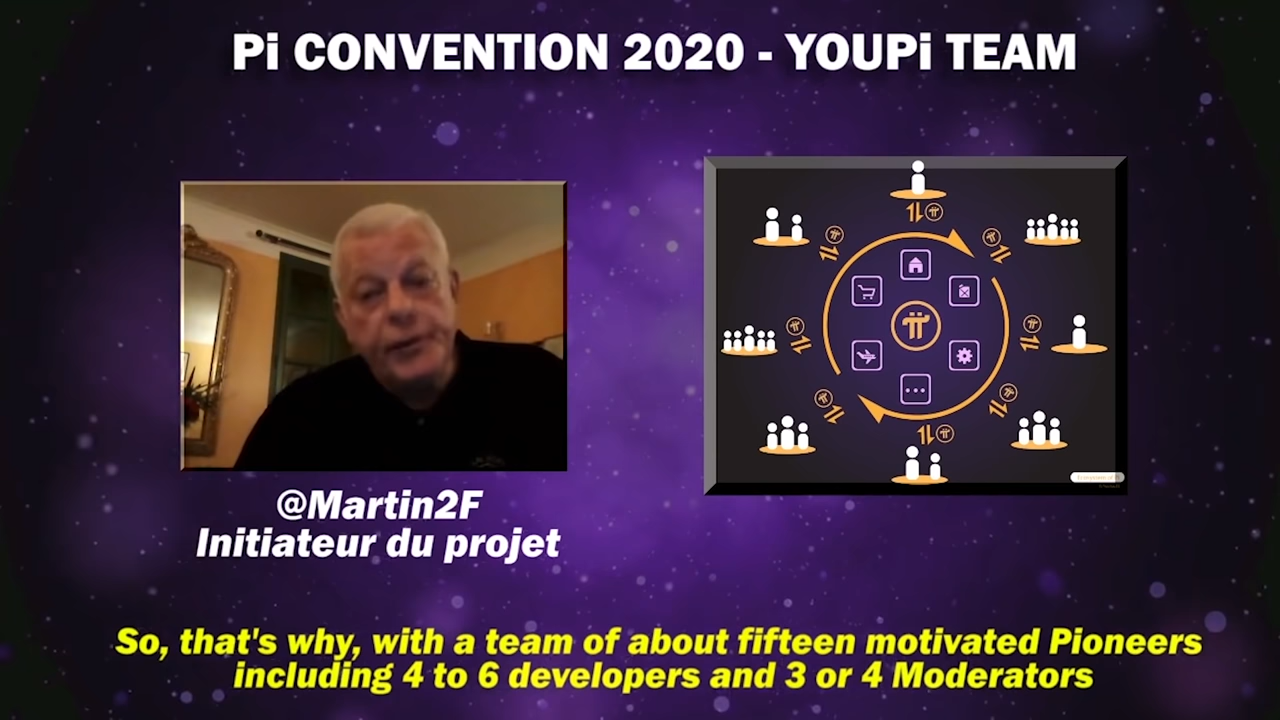 Pi CONVENTION 2020 - YOUPi TEAM
@Martin2F
Initiateur du projet
So, that's why, with a team of about fifteen motivated Pioneers
including 4 to 6 developers and 3 or 4 Moderators